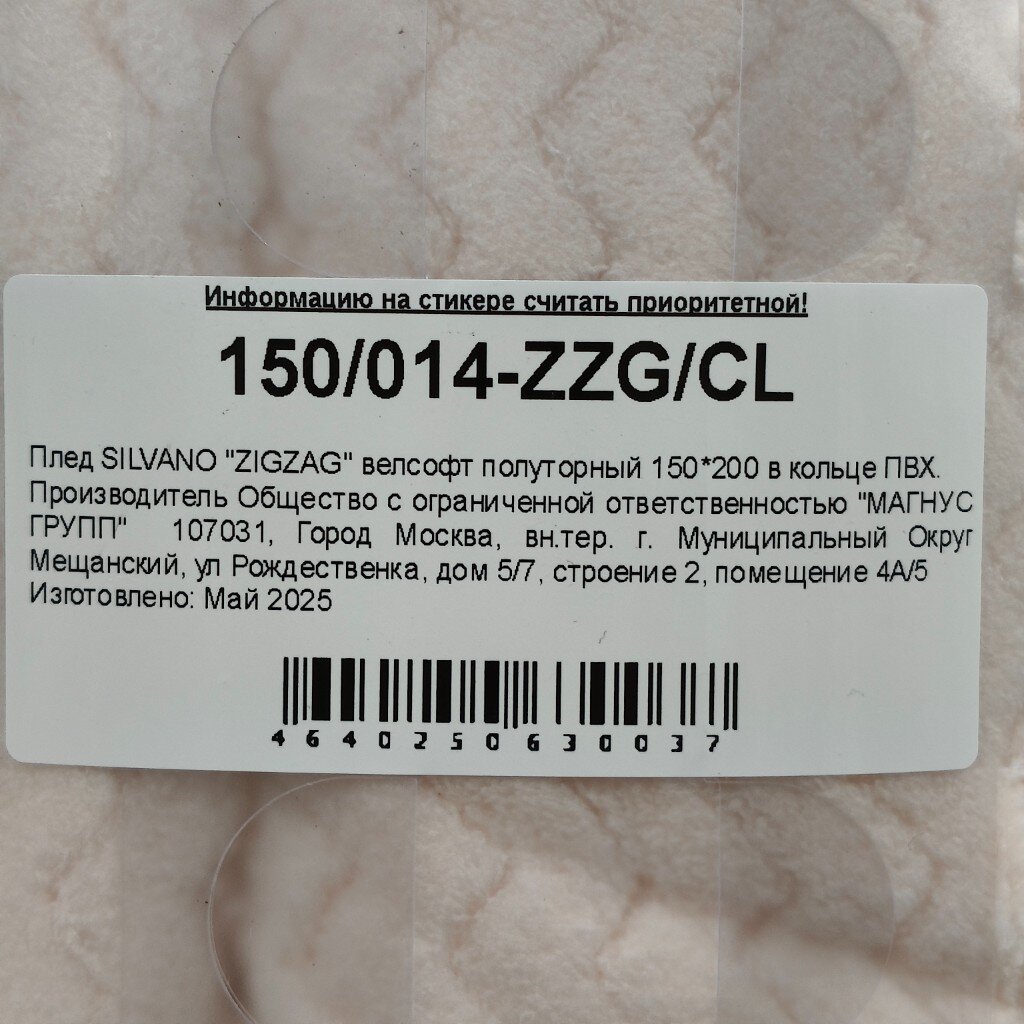 Информацию на стикере считать приоритетной!
150/014-ZZG/CL
Плед SILVANO "ZIGZAG" велсофт полуторный 150*200 в кольце ПВХ.
Производитель Общество с ограниченной ответственностью "МАГНУС
ГРУПП" 107031, Город Москва, вн.тер. г. Муниципальный Округ
Мещанский, ул Рождественка, дом 5/7, строение 2, помещение 4А/5
Изготовлено: Май 2025
4640250630037